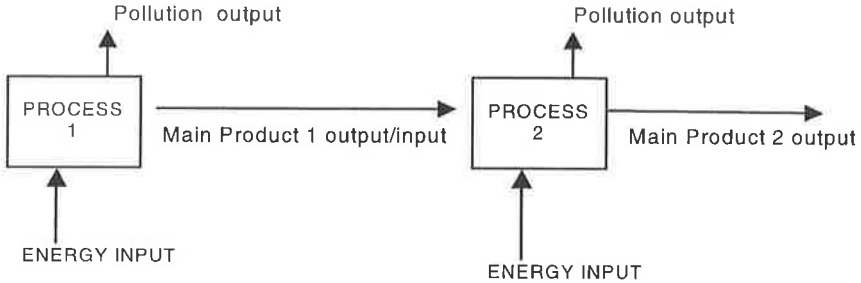 Pollution output
Pollution output
PROCESS
1
PROCESS
2
Main Product 1 output/input
Main Product 2 output
ENERGY INPUT
ENERGY INPUT